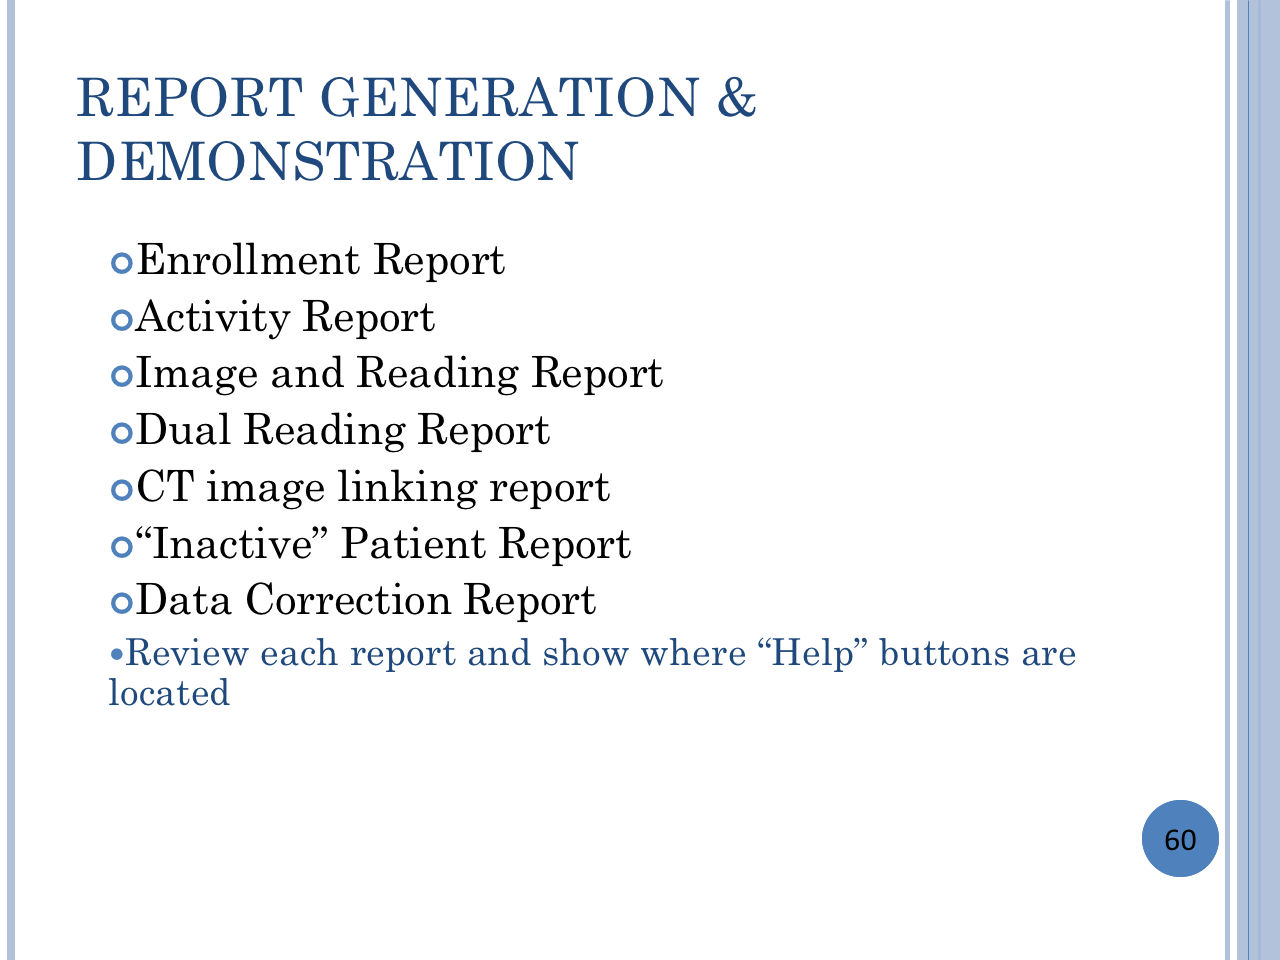 REPORT GENERATION &
DEMONSTRATION
Enrollment Report
Activity Report
Image and Reading Report
Dual Reading Report
CT image linking report
“Inactive” Patient Report
Data Correction Report
•Review each report and show where “Help” buttons are
located
60